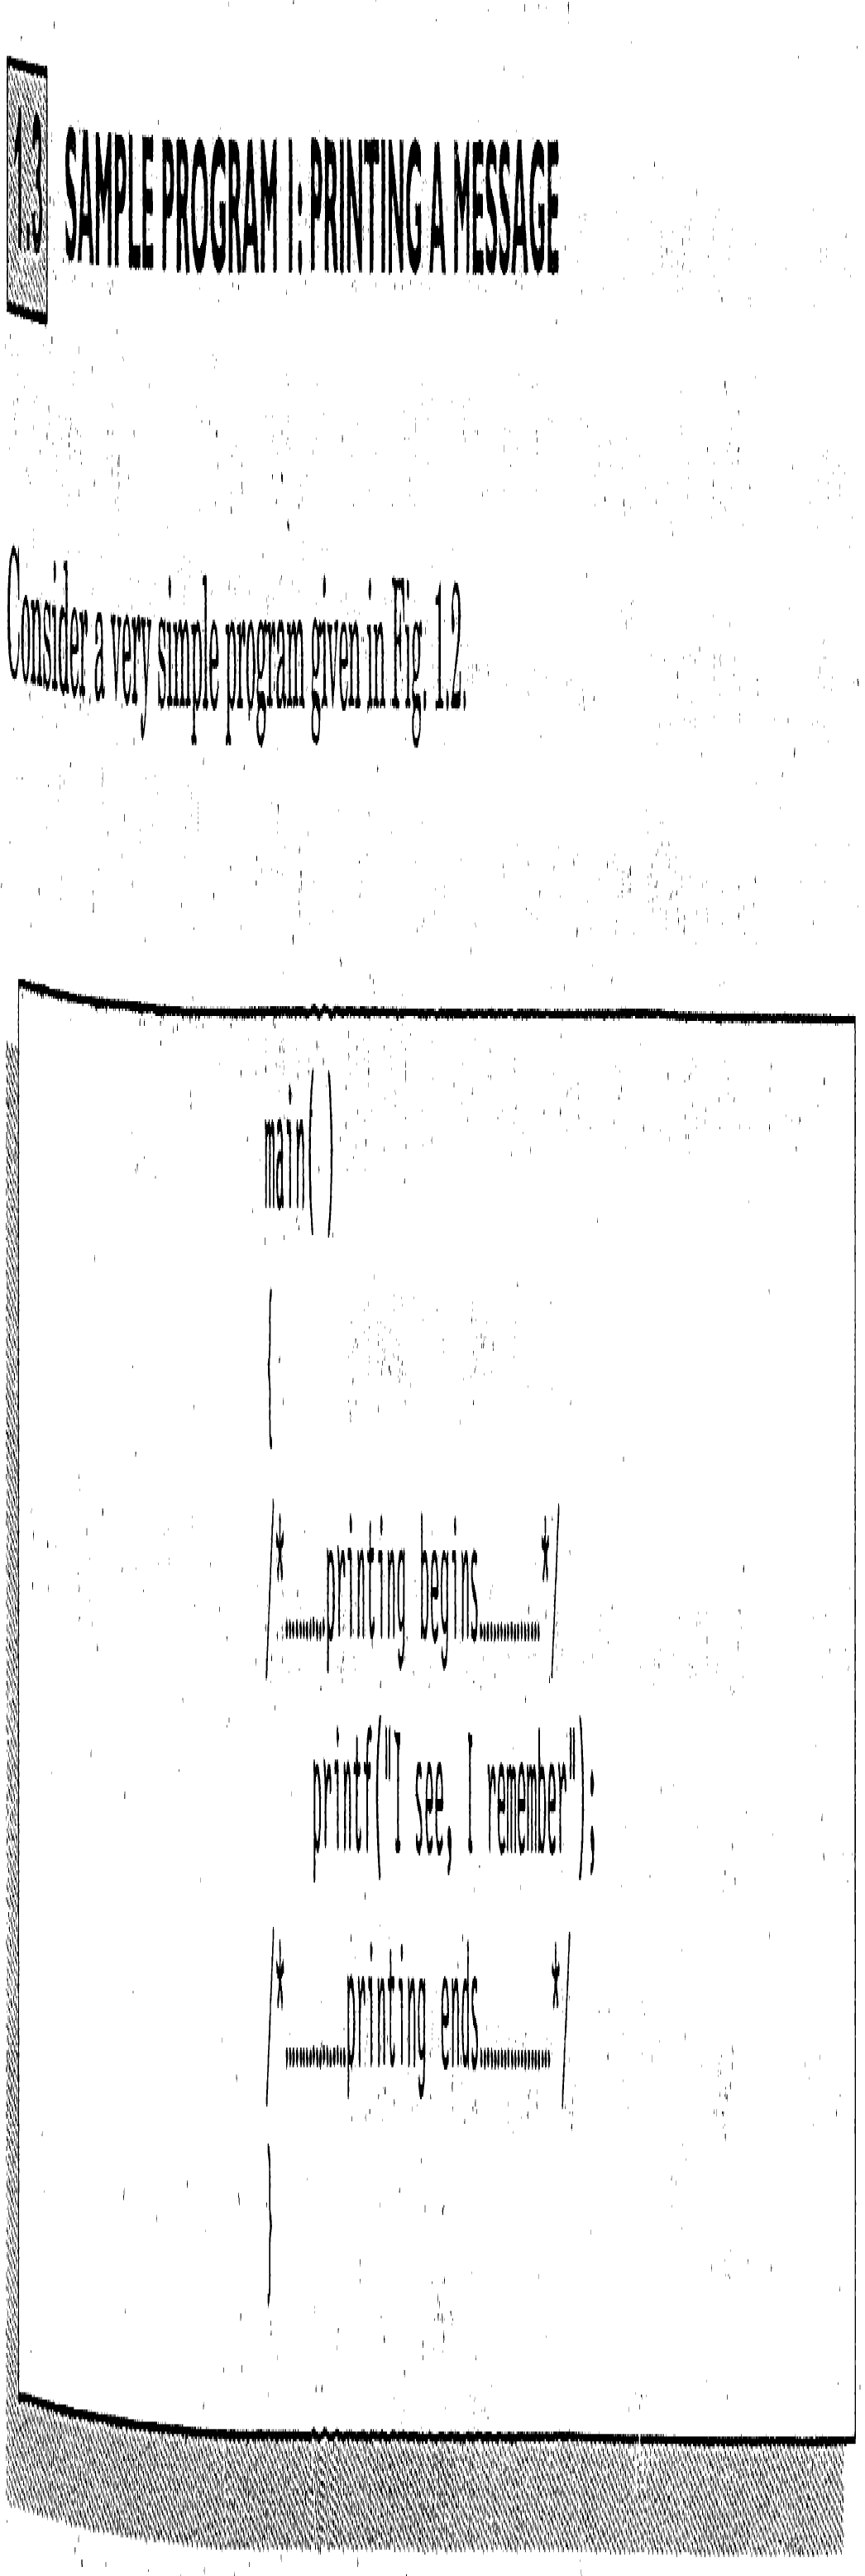 1.3 SAMPLE PROGRAM 1: PRINTING A MESSAGE
Consider a very simple program given in Fig. 1.2.
main( )
{
/*........printing begins............*/
printf("I see, I remember");
/*............printing ends..............*/
}